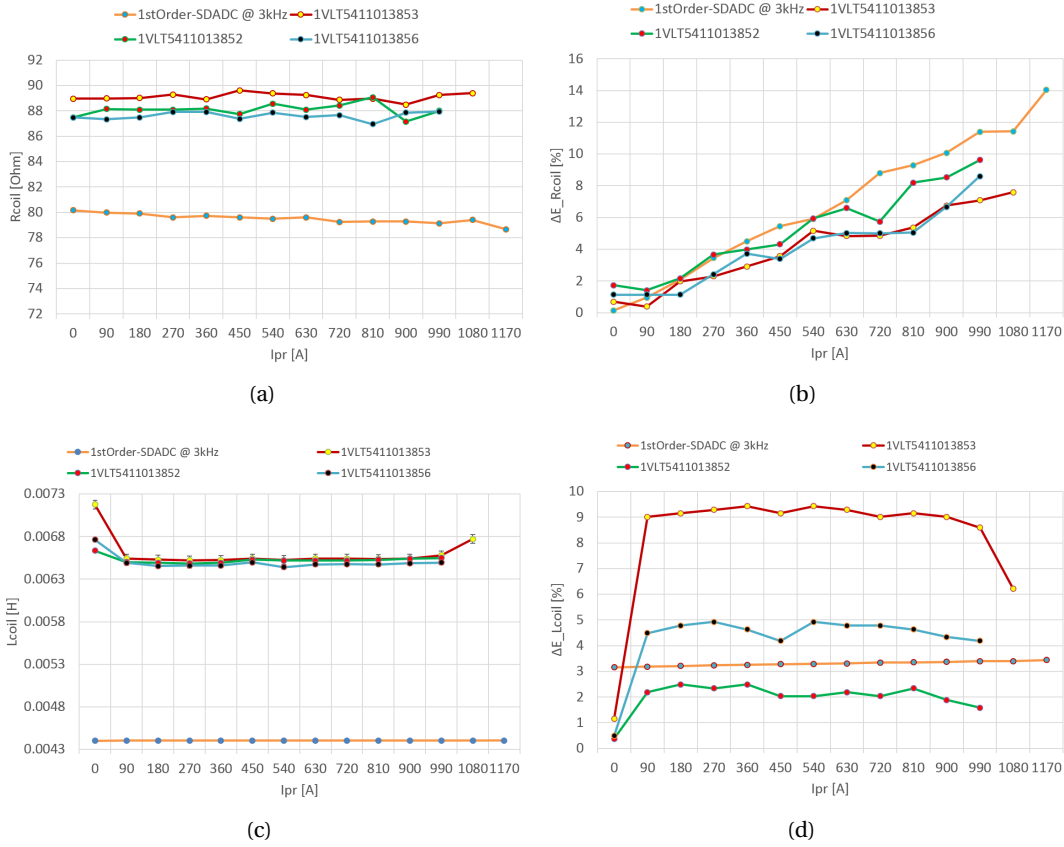 1stOrder-SDADC @ 3kHz 1VLT5411013853
1VLT5411013852 1VLT5411013856
92
90
88
86
84
82
80
78
76
74
72
Rcoil [Ohm]
0 90 180 270 360 450 540 630 720 810 900 990 1080 1170
Ipr [A]
(a)
1stOrder-SDADC @ 3kHz 1VLT5411013853
1VLT5411013852 1VLT5411013856
16
14
12
10
8
6
4
2
0
ΔE_Rcoil [%]
0 90 180 270 360 450 540 630 720 810 900 990 1080 1170
Ipr [A]
(b)
1stOrder-SDADC @ 3kHz 1VLT5411013853
1VLT5411013852 1VLT5411013856
0.0073
0.0068
0.0063
0.0058
0.0053
0.0048
0.0043
Lcoil [H]
0 90 180 270 360 450 540 630 720 810 900 990 1080 1170
Ipr [A]
(c)
1stOrder-SDADC @ 3kHz 1VLT5411013853
1VLT5411013852 1VLT5411013856
10
9
8
7
6
5
4
3
2
1
0
ΔE_Lcoil [%]
0 90 180 270 360 450 540 630 720 810 900 990 1080 1170
Ipr [A]
(d)